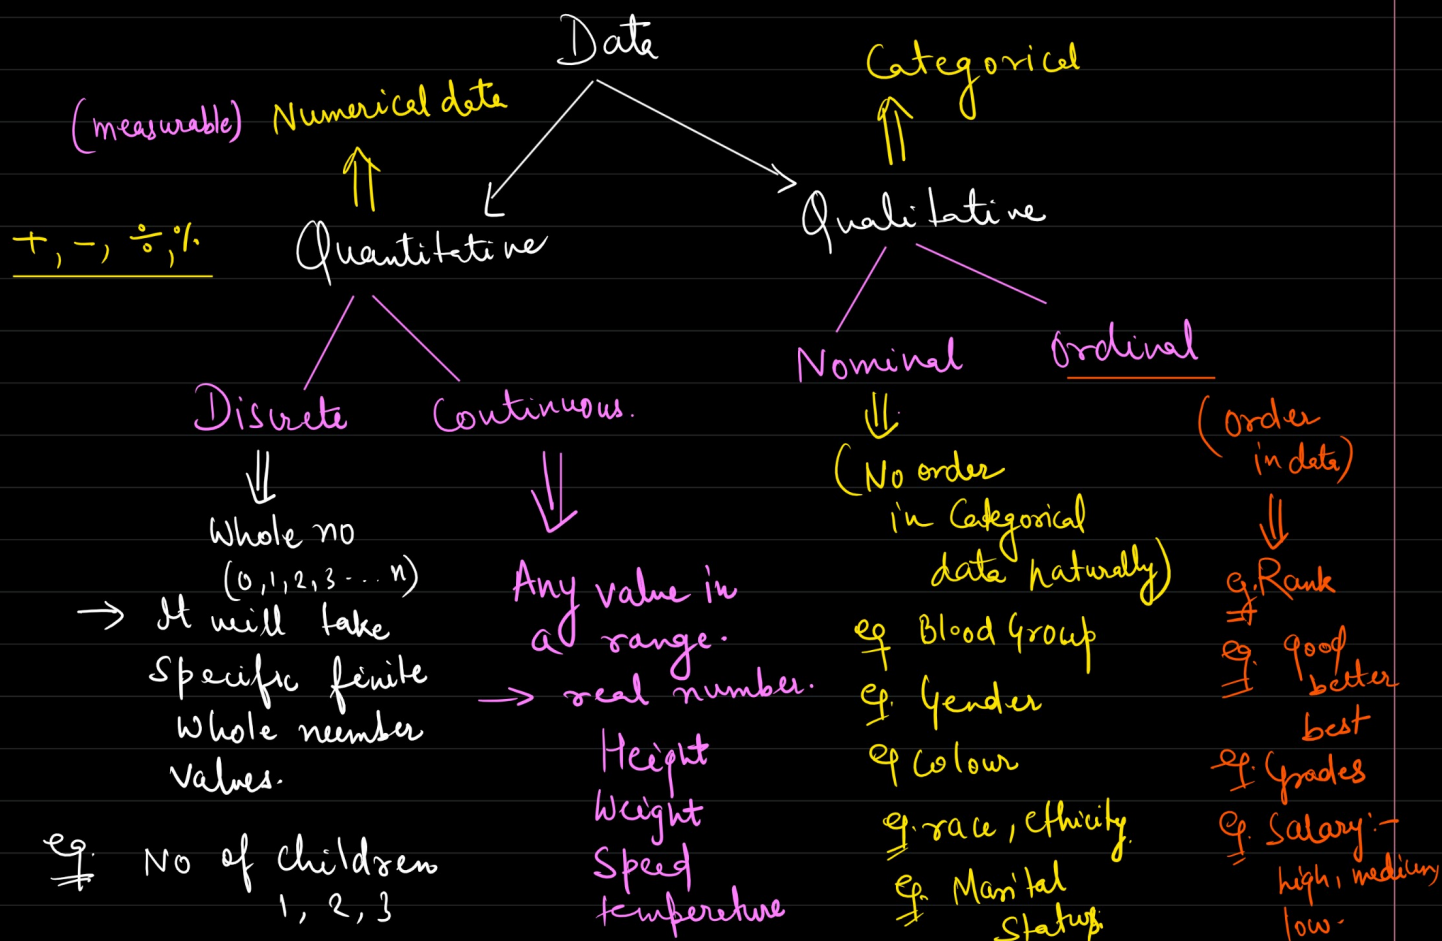 Data
Categorical
(measurable) Numerical data
Qualitative
+, -, ÷, %
Quantitative
Nominal
Ordinal
Discrete
Continuous.
(order
in data)
(No order
in Categorical
data naturally)
Whole no
(0, 1, 2, 3 ... n)
→ It will take
Specific finite
Whole number
values.
eg. No of children
1, 2, 3
Any value in
a range.
→ real number.
Height
Weight
Speed
temperature
eg Blood Group
eg. Gender
eg Colour
eg. race, ethicity.
eg. Marital
Status.
eg. Rank
eg. good
better
best
eg. Grades
eg. Salary:-
high, medium,
low.